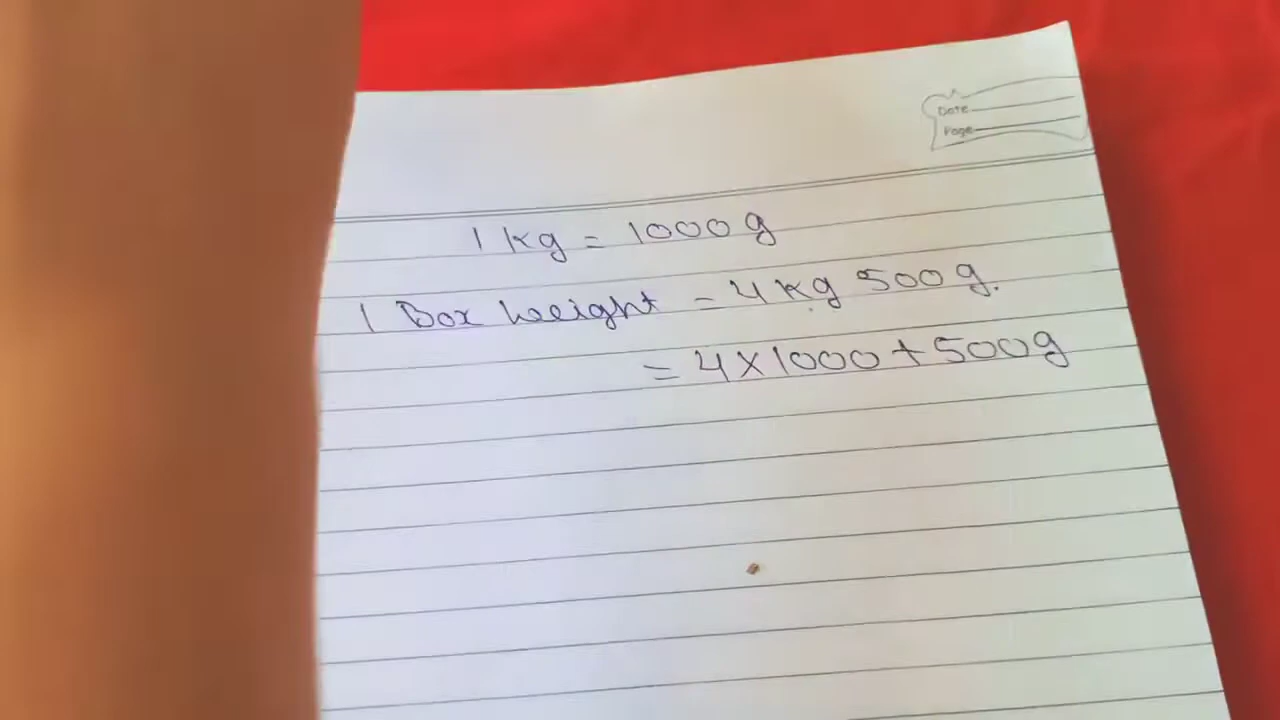 Date
Page
1 kg = 1000 g
1 Box weight = 4 kg 500 g.
= 4 × 1000 + 500 g